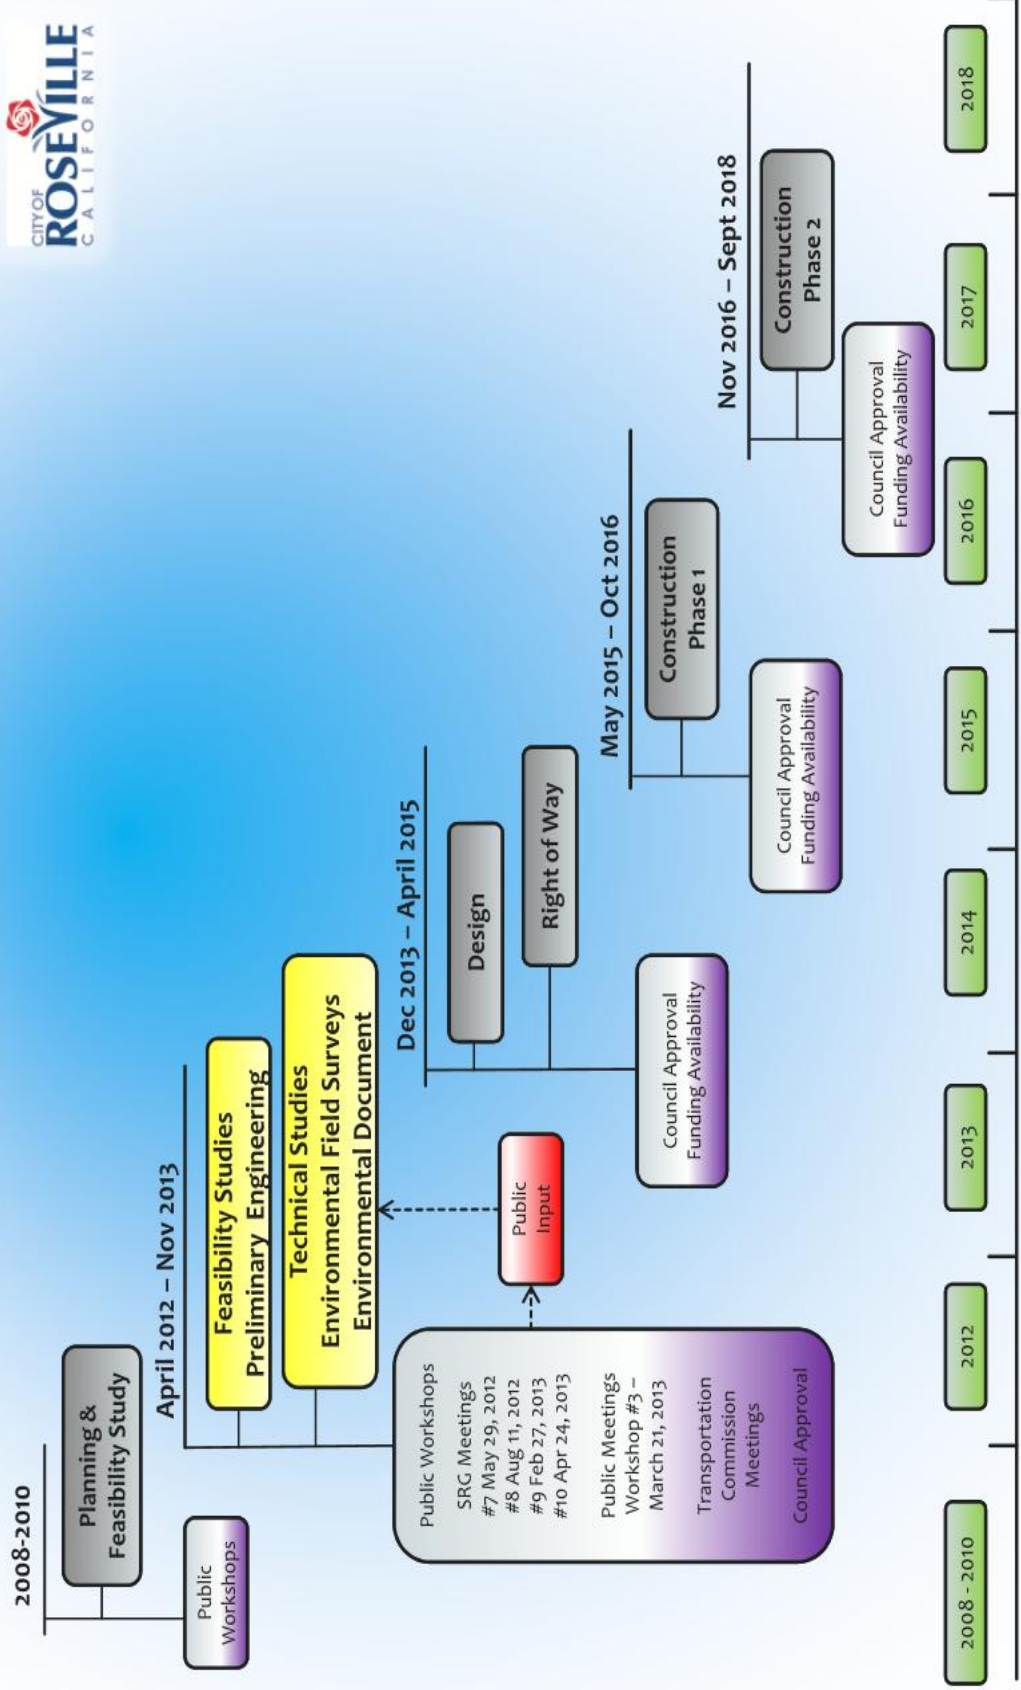 CITY OF
ROSEVILLE
CALIFORNIA
2008-2010
Planning &
Feasibility Study
Public
Workshops
April 2012 – Nov 2013
Feasibility Studies
Preliminary Engineering
Technical Studies
Environmental Field Surveys
Environmental Document
Public Workshops
SRG Meetings
#7 May 29, 2012
#8 Aug 11, 2012
#9 Feb 27, 2013
#10 Apr 24, 2013
Public Meetings
Workshop #3 –
March 21, 2013
Transportation
Commission
Meetings
Council Approval
Public
Input
Dec 2013 – April 2015
Design
Right of Way
Council Approval
Funding Availability
May 2015 – Oct 2016
Construction
Phase 1
Council Approval
Funding Availability
Nov 2016 – Sept 2018
Construction
Phase 2
Council Approval
Funding Availability
2008 - 2010
2012
2013
2014
2015
2016
2017
2018